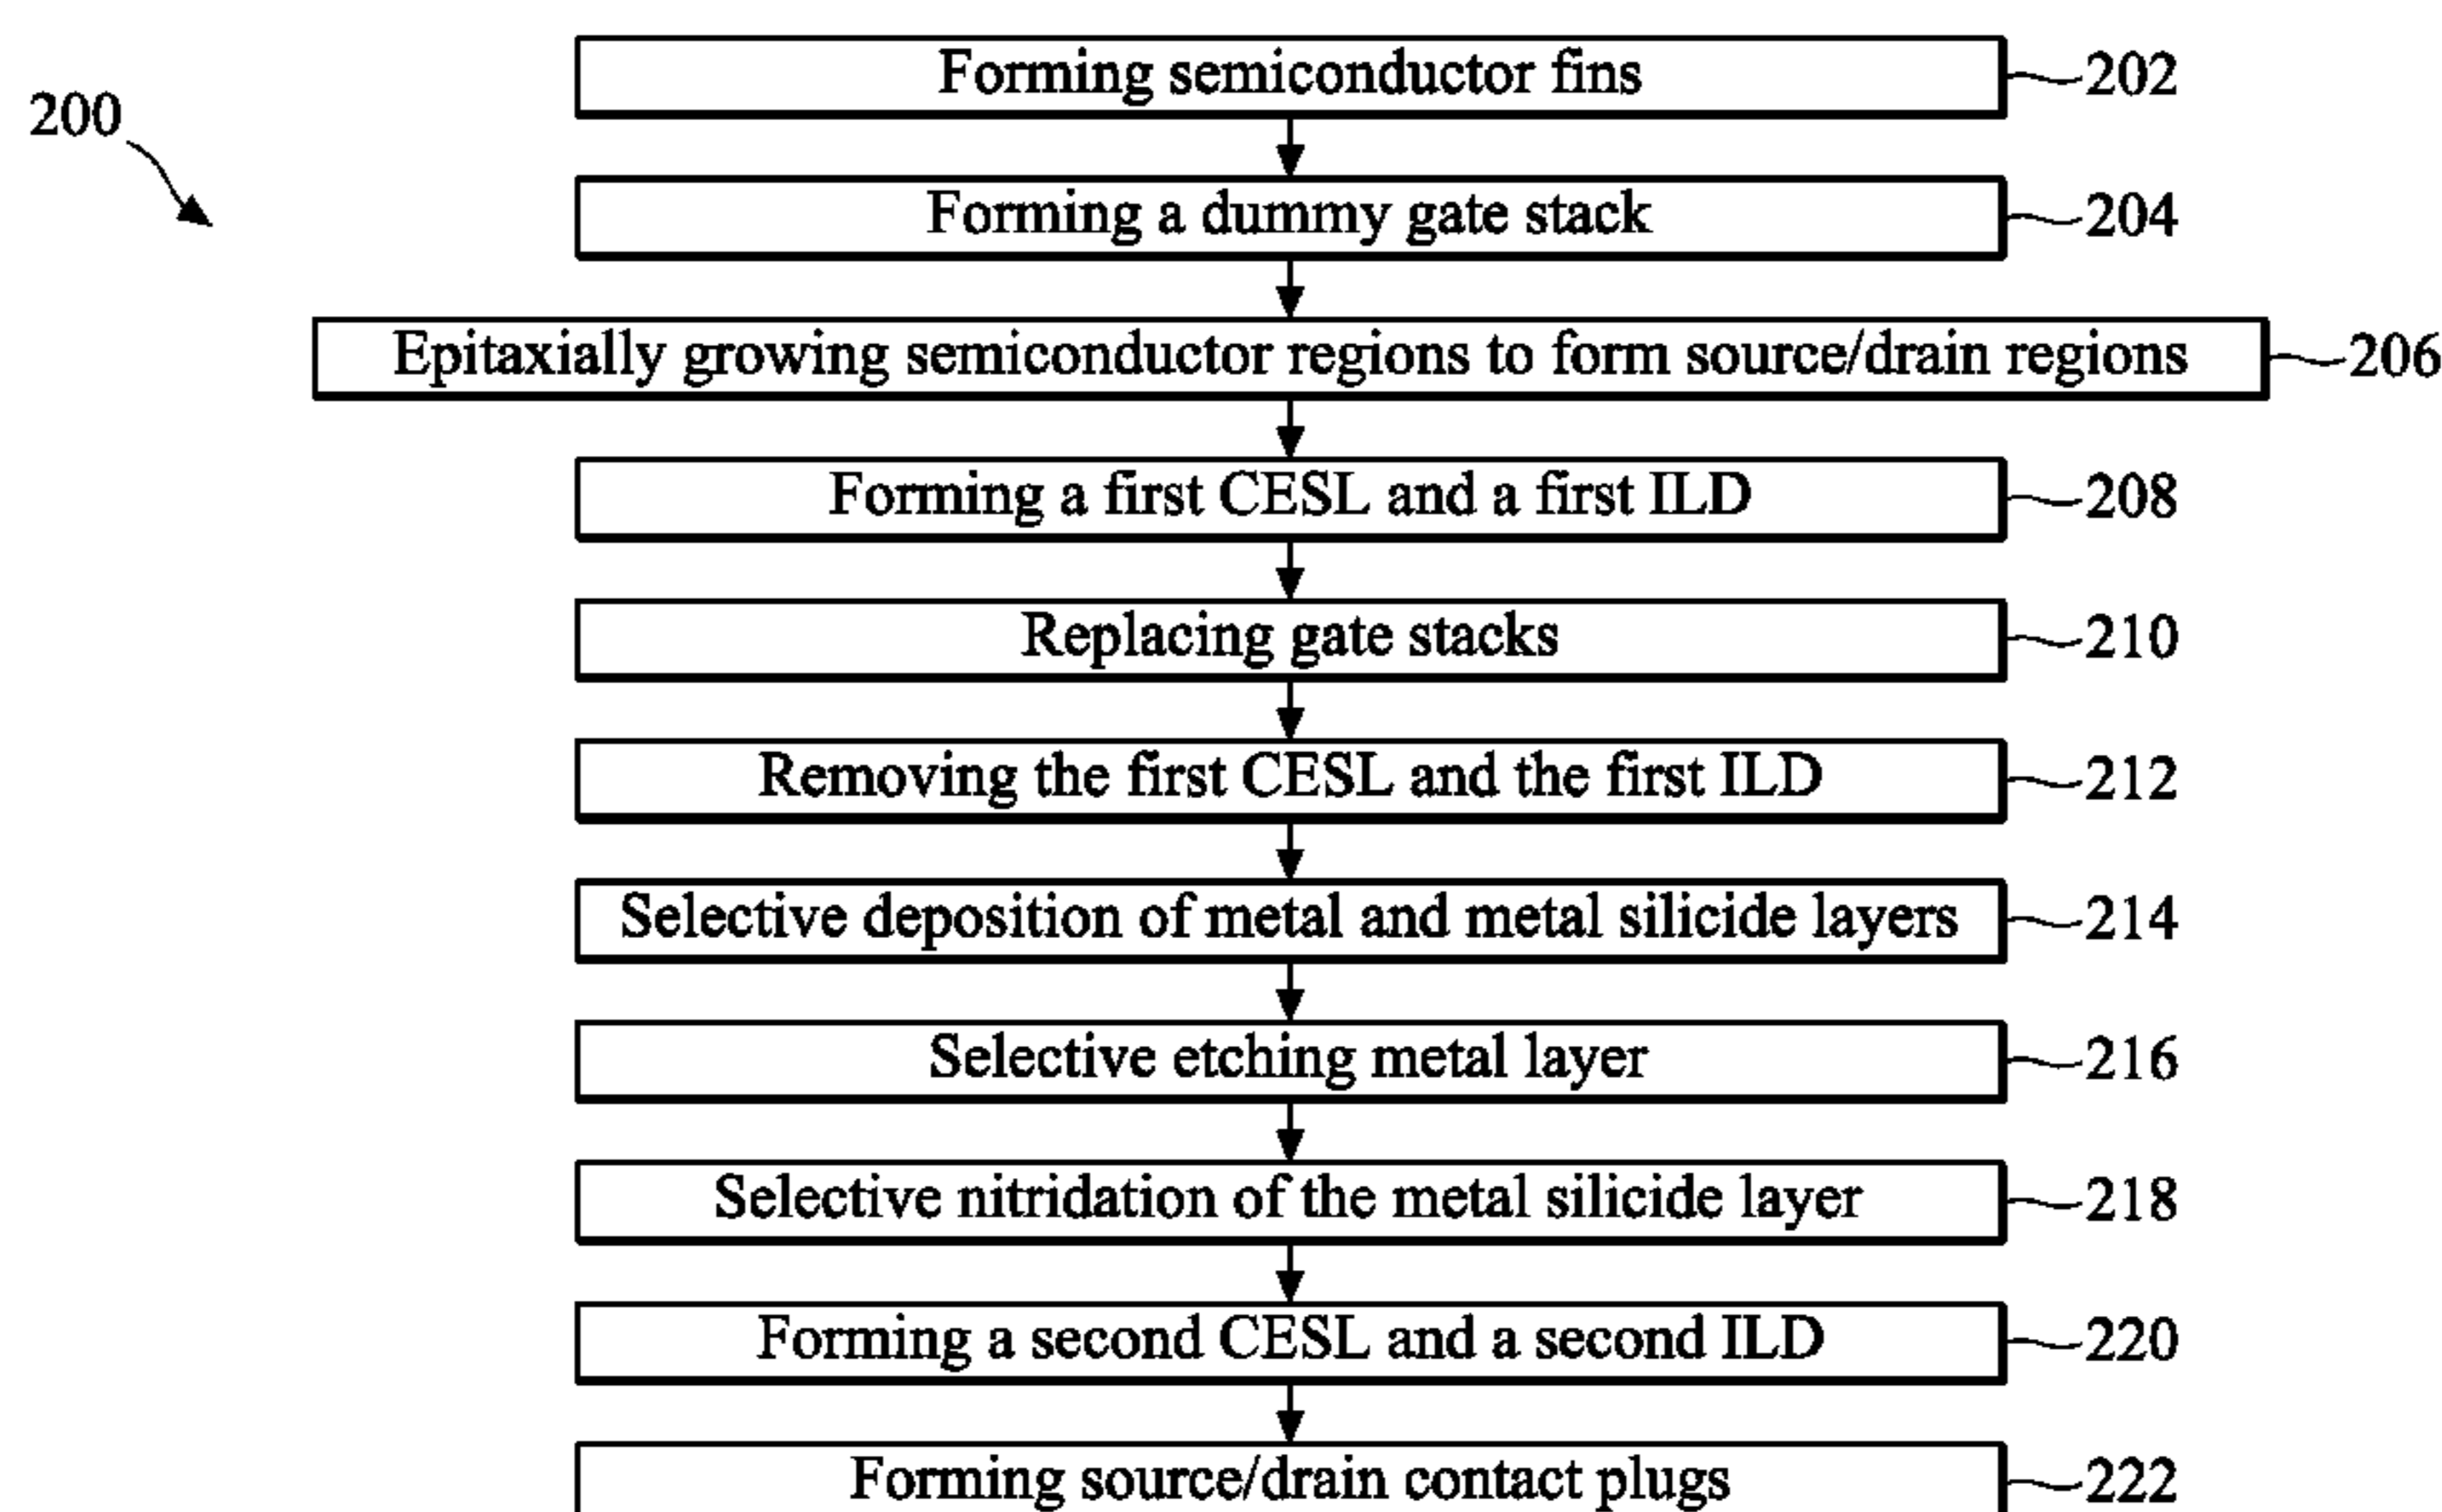 200
Forming semiconductor fins 202
Forming a dummy gate stack 204
Epitaxially growing semiconductor regions to form source/drain regions 206
Forming a first CESL and a first ILD 208
Replacing gate stacks 210
Removing the first CESL and the first ILD 212
Selective deposition of metal and metal silicide layers 214
Selective etching metal layer 216
Selective nitridation of the metal silicide layer 218
Forming a second CESL and a second ILD 220
Forming source/drain contact plugs 222